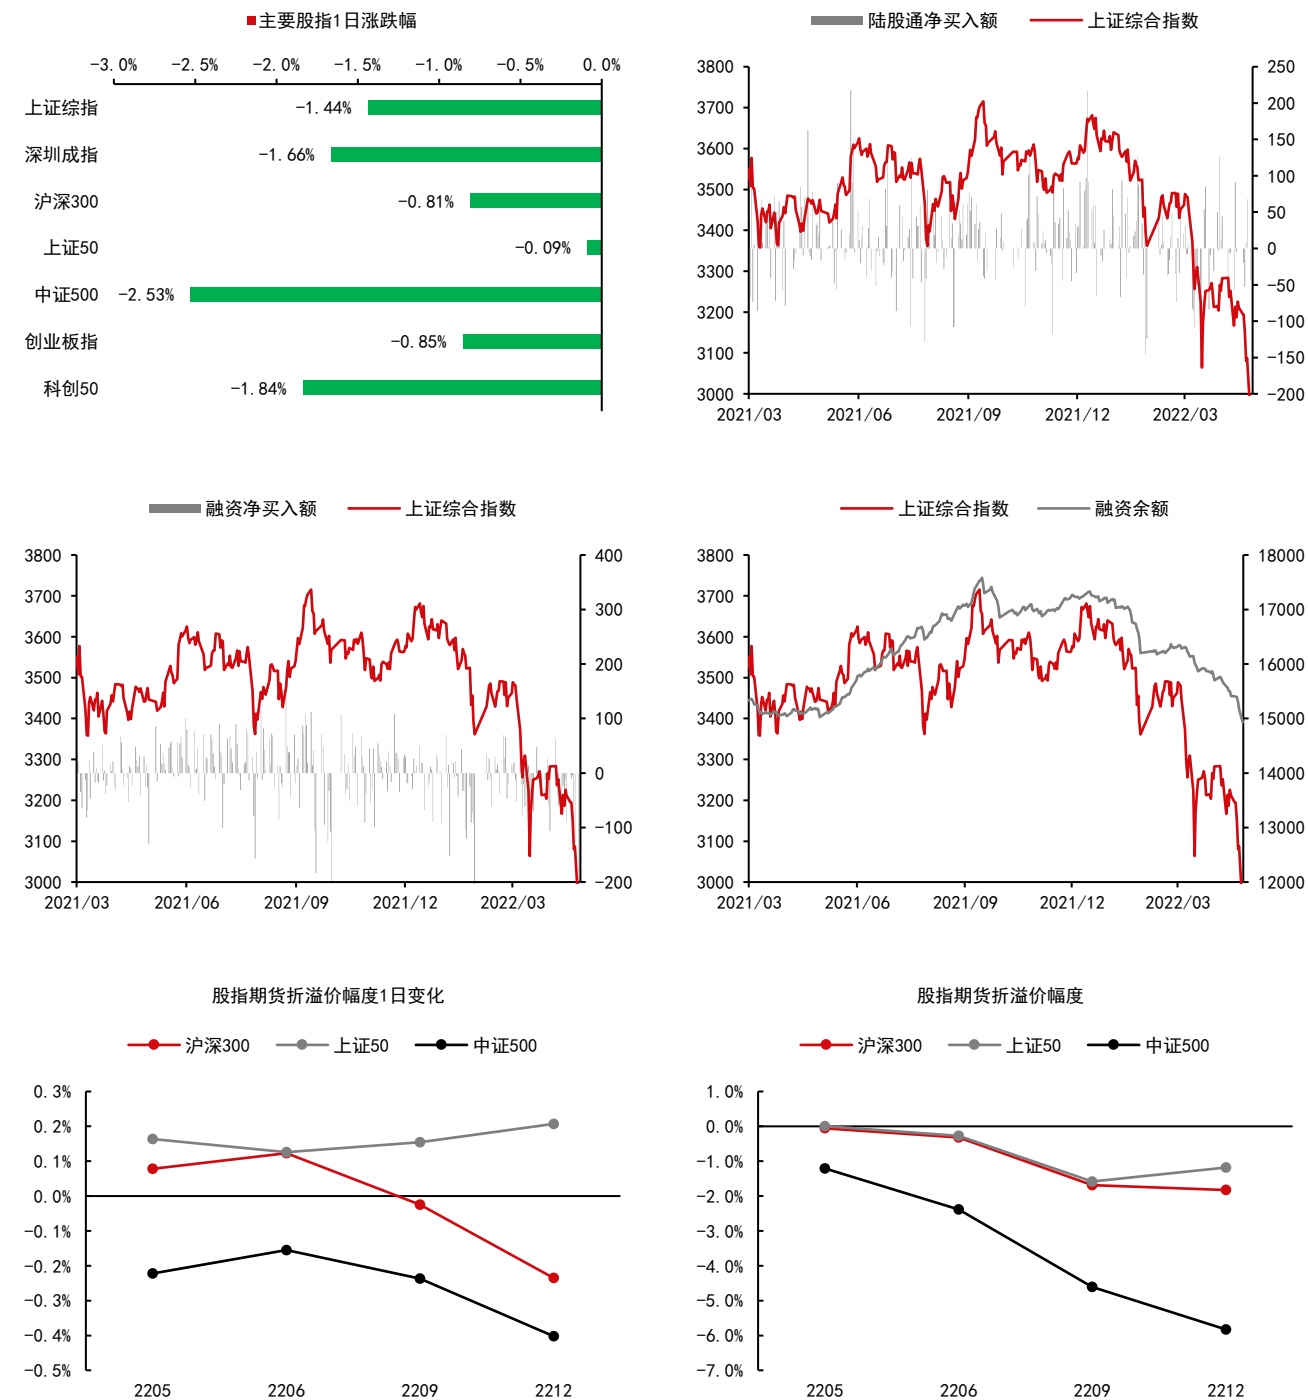 主要股指1日涨跌幅
-3.0% -2.5% -2.0% -1.5% -1.0% -0.5% 0.0%
上证综指 -1.44%
深圳成指 -1.66%
沪深300 -0.81%
上证50 -0.09%
中证500 -2.53%
创业板指 -0.85%
科创50 -1.84%
陆股通净买入额 上证综合指数
3800 250
3700 200
3600 150
3500 100
3400 50
3300 0
3200 -50
3100 -100
3000 -150
-200
2021/03 2021/06 2021/09 2021/12 2022/03
融资净买入额 上证综合指数
3800 400
3700 300
3600 200
3500 100
3400 0
3300 -100
3200 -200
3100
3000
2021/03 2021/06 2021/09 2021/12 2022/03
上证综合指数 融资余额
3800 18000
3700 17000
3600 16000
3500 15000
3400 14000
3300 13000
3200 12000
3100
3000
2021/03 2021/06 2021/09 2021/12 2022/03
股指期货折溢价幅度1日变化
沪深300 上证50 中证500
0.3%
0.2%
0.1%
0.0%
-0.1%
-0.2%
-0.3%
-0.4%
-0.5%
2205 2206 2209 2212
股指期货折溢价幅度
沪深300 上证50 中证500
1.0%
0.0%
-1.0%
-2.0%
-3.0%
-4.0%
-5.0%
-6.0%
-7.0%
2205 2206 2209 2212